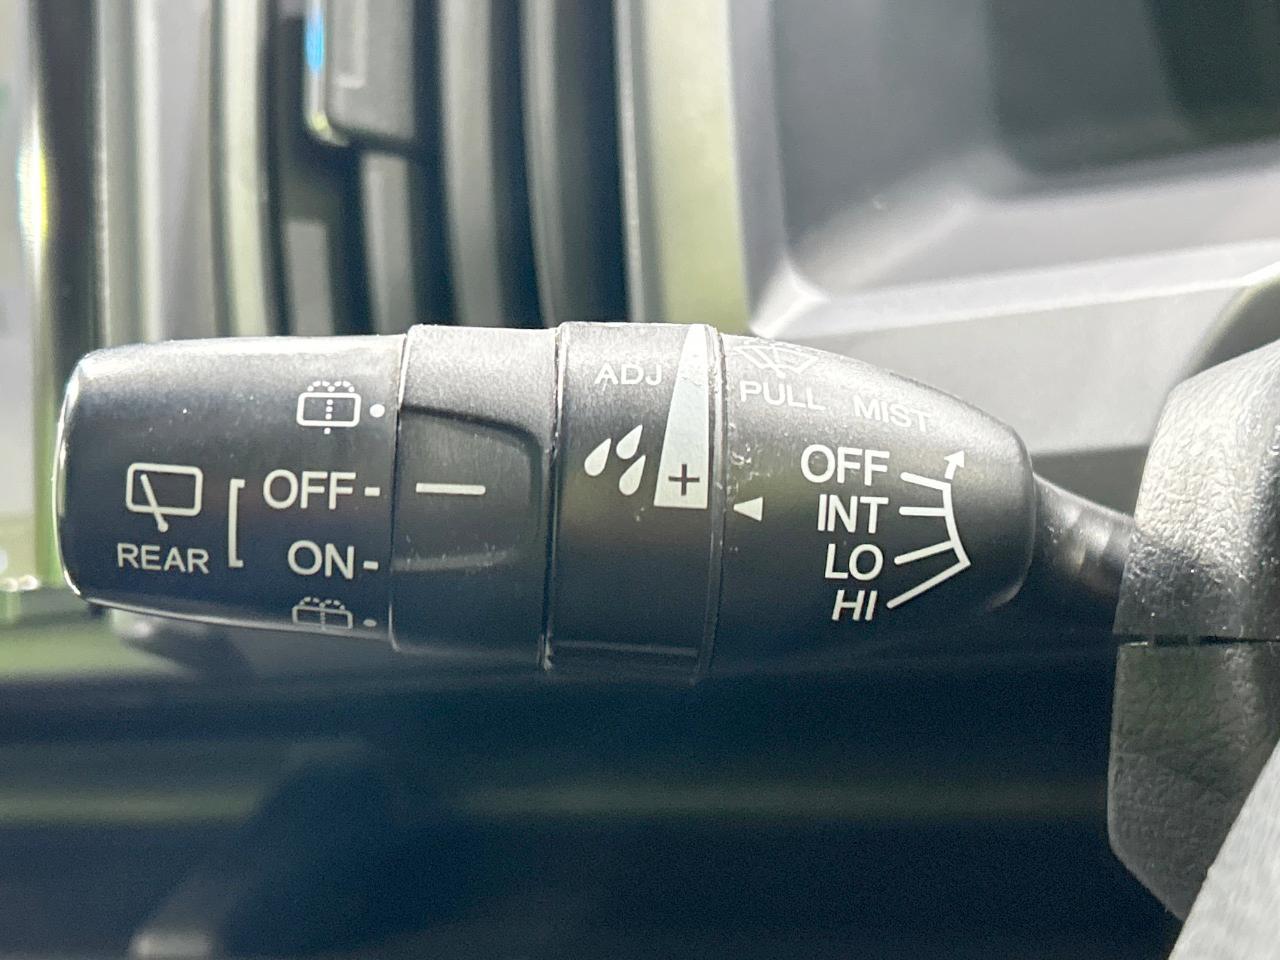 ADJ
PULL MIST
OFF
INT
LO
HI
REAR
OFF-
ON-
+